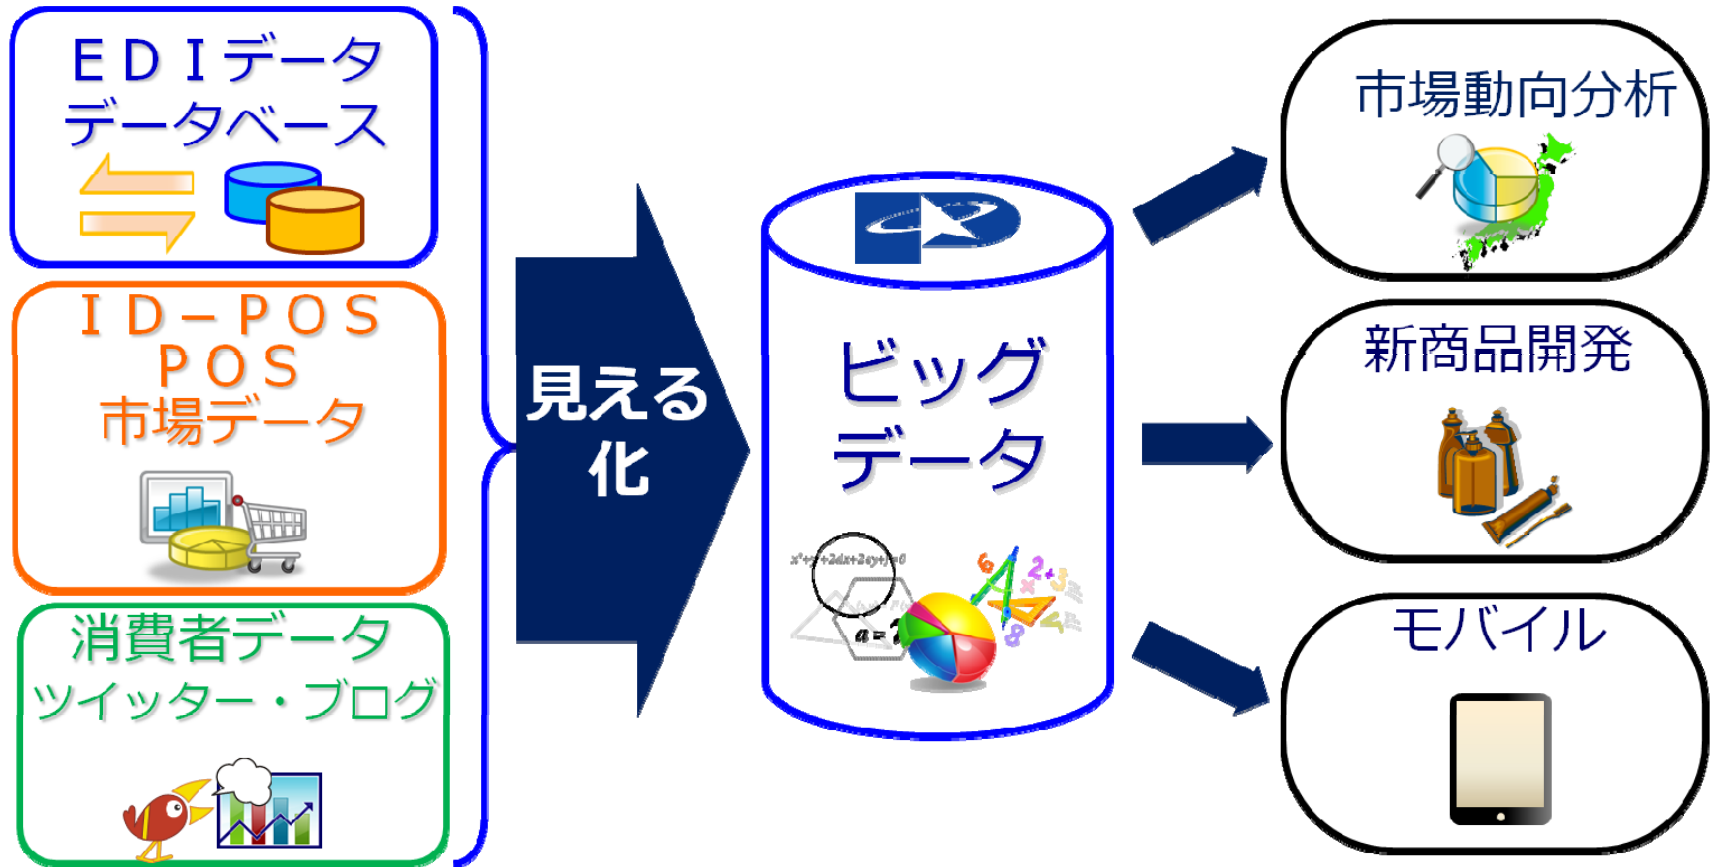 ＥＤＩデータ
データベース
ＩＤ－ＰＯＳ
ＰＯＳ
市場データ
消費者データ
ツイッター・ブログ
見える
化
ビッグ
データ
市場動向分析
新商品開発
モバイル